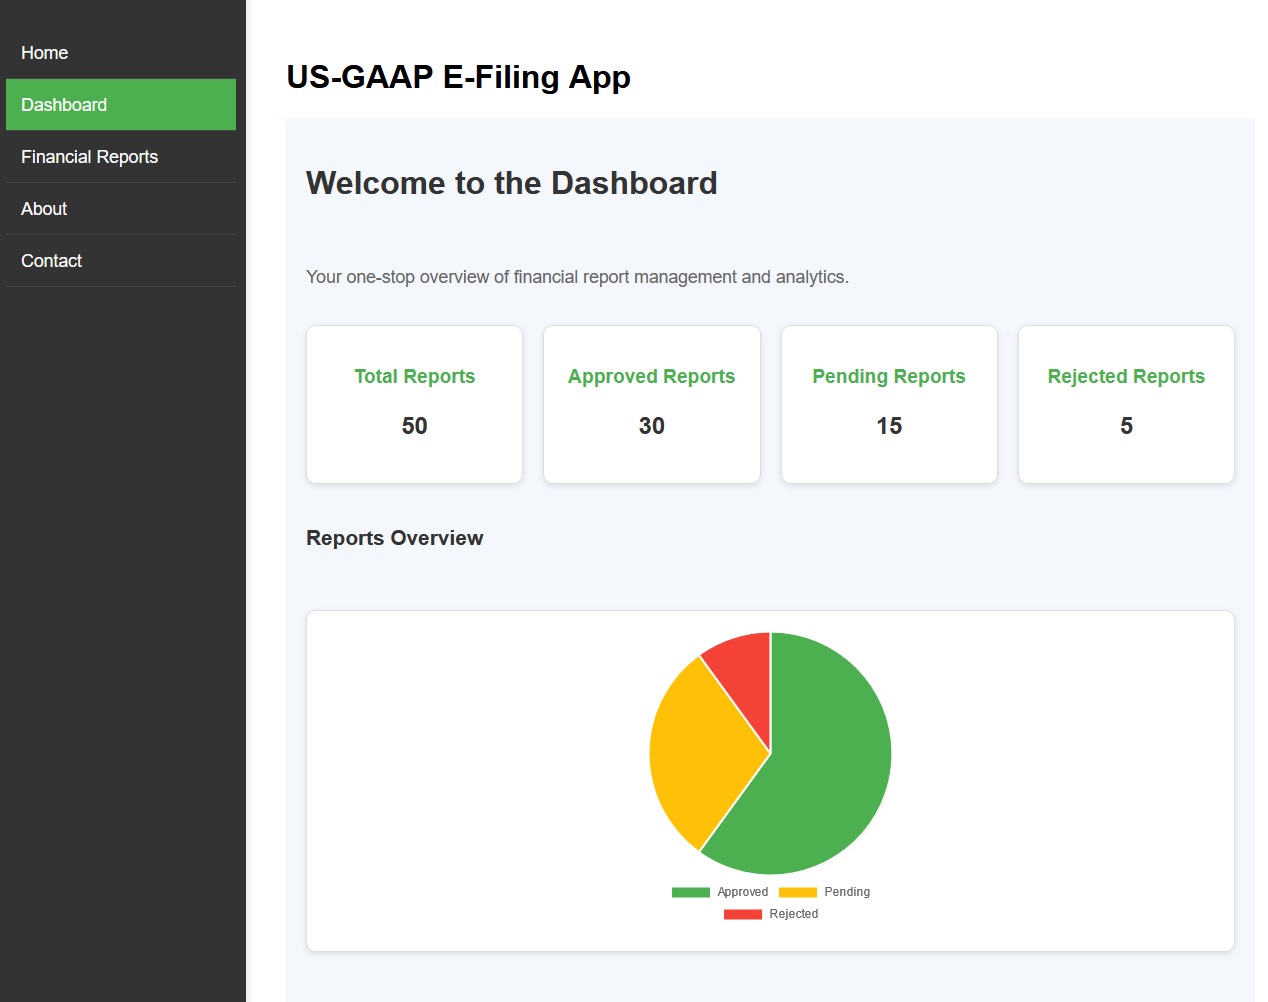 Home
Dashboard
Financial Reports
About
Contact
US-GAAP E-Filing App
Welcome to the Dashboard
Your one-stop overview of financial report management and analytics.
Total Reports
50
Approved Reports
30
Pending Reports
15
Rejected Reports
5
Reports Overview
Approved
Pending
Rejected